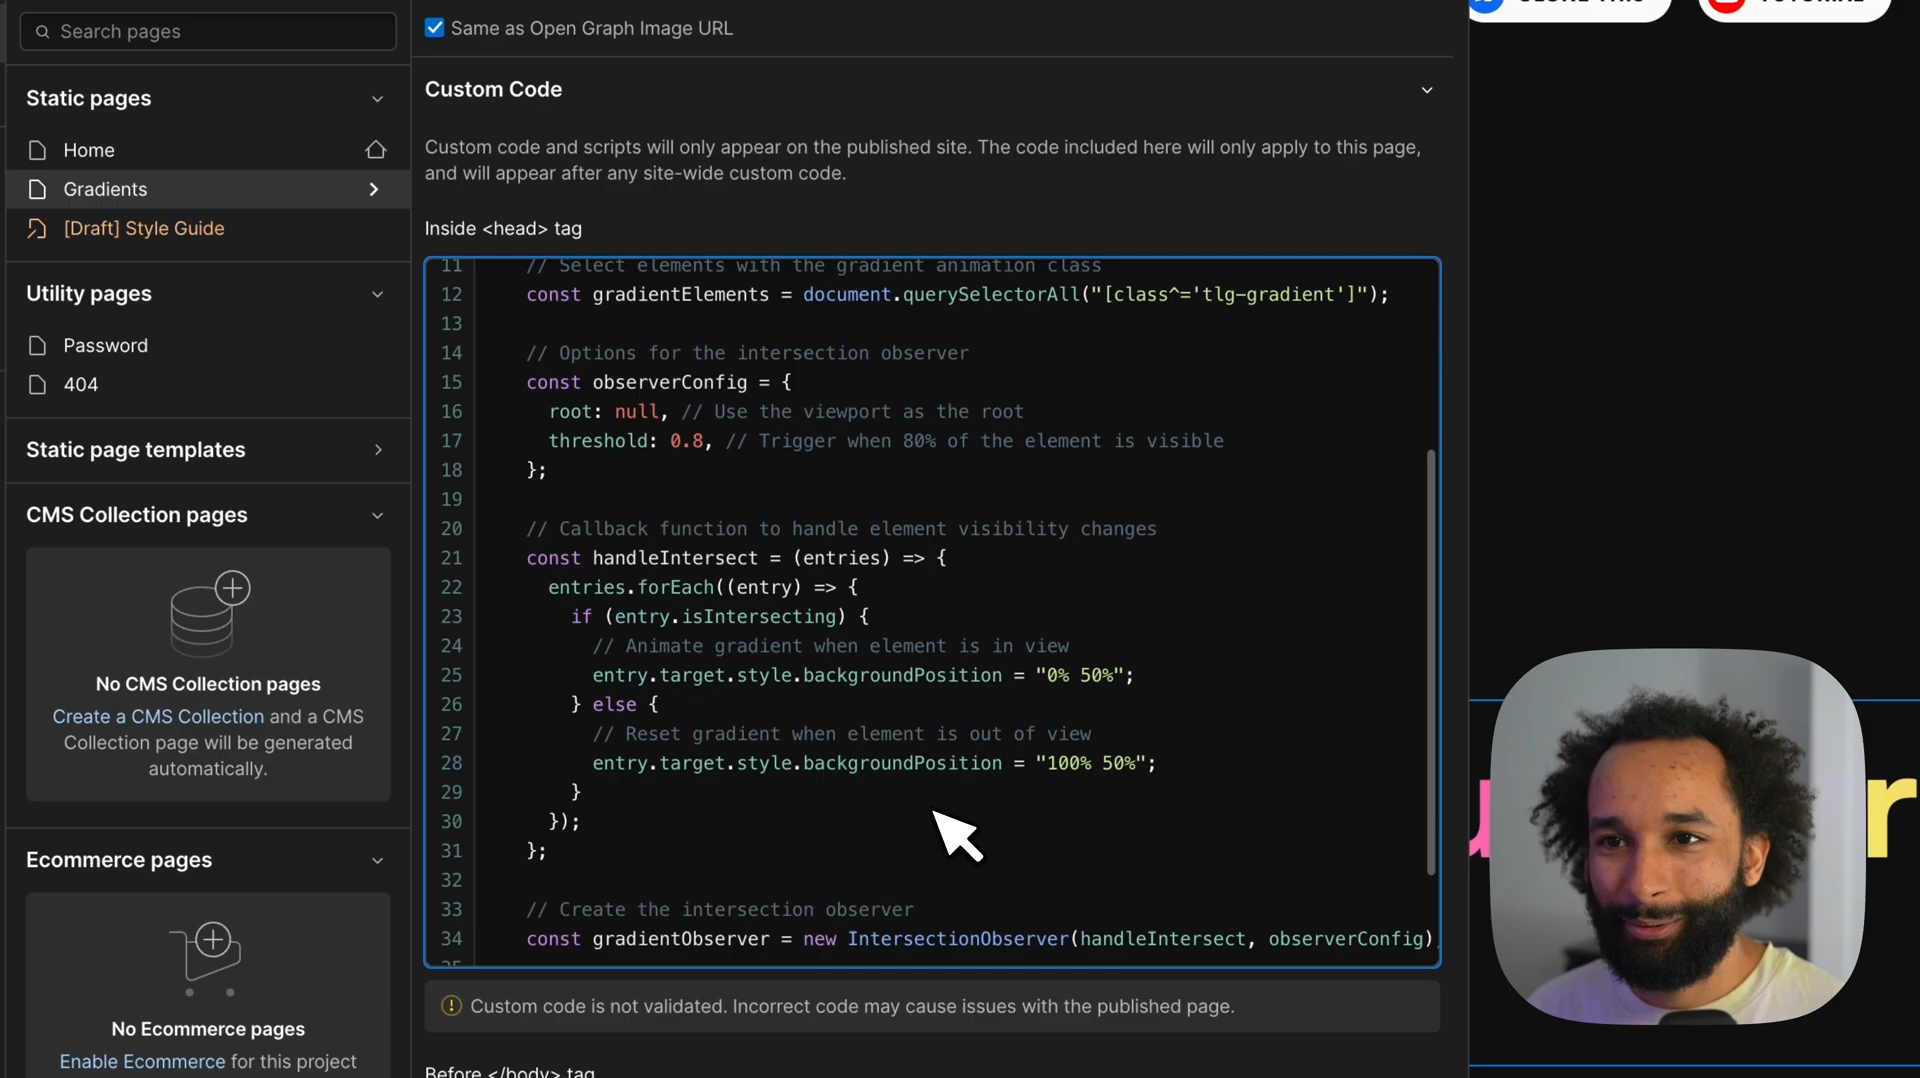 Search pages
Static pages
Home
Gradients
[Draft] Style Guide
Utility pages
Password
404
Static page templates
CMS Collection pages
No CMS Collection pages
Create a CMS Collection and a CMS
Collection page will be generated
automatically.
Ecommerce pages
No Ecommerce pages
Enable Ecommerce for this project
Same as Open Graph Image URL
Custom Code
Custom code and scripts will only appear on the published site. The code included here will only apply to this page,
and will appear after any site-wide custom code.
Inside <head> tag
11 // Select elements with the gradient animation class
12 const gradientElements = document.querySelectorAll("[class^='tlg-gradient']");
13
14 // Options for the intersection observer
15 const observerConfig = {
16 root: null, // Use the viewport as the root
17 threshold: 0.8, // Trigger when 80% of the element is visible
18 };
19
20 // Callback function to handle element visibility changes
21 const handleIntersect = (entries) => {
22 entries.forEach((entry) => {
23 if (entry.isIntersecting) {
24 // Animate gradient when element is in view
25 entry.target.style.backgroundPosition = "0% 50%";
26 } else {
27 // Reset gradient when element is out of view
28 entry.target.style.backgroundPosition = "100% 50%";
29 }
30 });
31 };
32
33 // Create the intersection observer
34 const gradientObserver = new IntersectionObserver(handleIntersect, observerConfig)
Custom code is not validated. Incorrect code may cause issues with the published page.
Before </body> tag
CLONE THIS
TUTORIAL
r